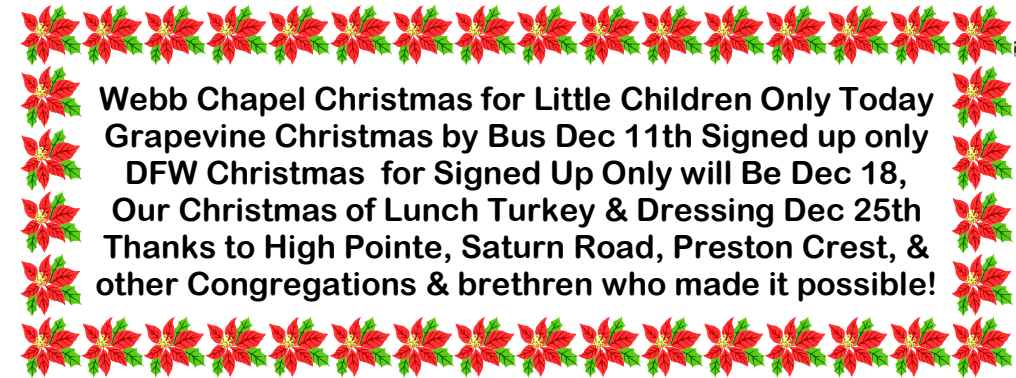 Webb Chapel Christmas for Little Children Only Today
Grapevine Christmas by Bus Dec 11th Signed up only
DFW Christmas  for Signed Up Only will Be Dec 18,
Our Christmas of Lunch Turkey & Dressing Dec 25th
Thanks to High Pointe, Saturn Road, Preston Crest, &
other Congregations & brethren who made it possible!